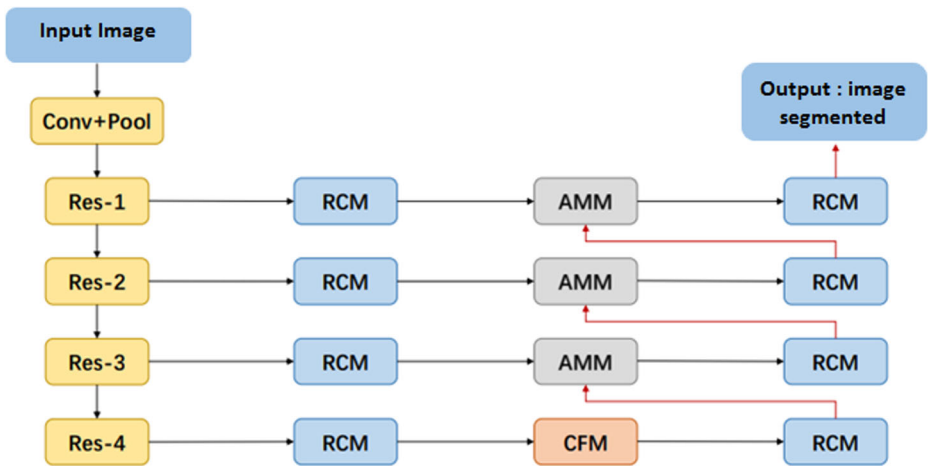 Input Image
Output : image
segmented
Conv+Pool
Res-1
RCM
AMM
RCM
Res-2
RCM
AMM
RCM
Res-3
RCM
AMM
RCM
Res-4
RCM
CFM
RCM